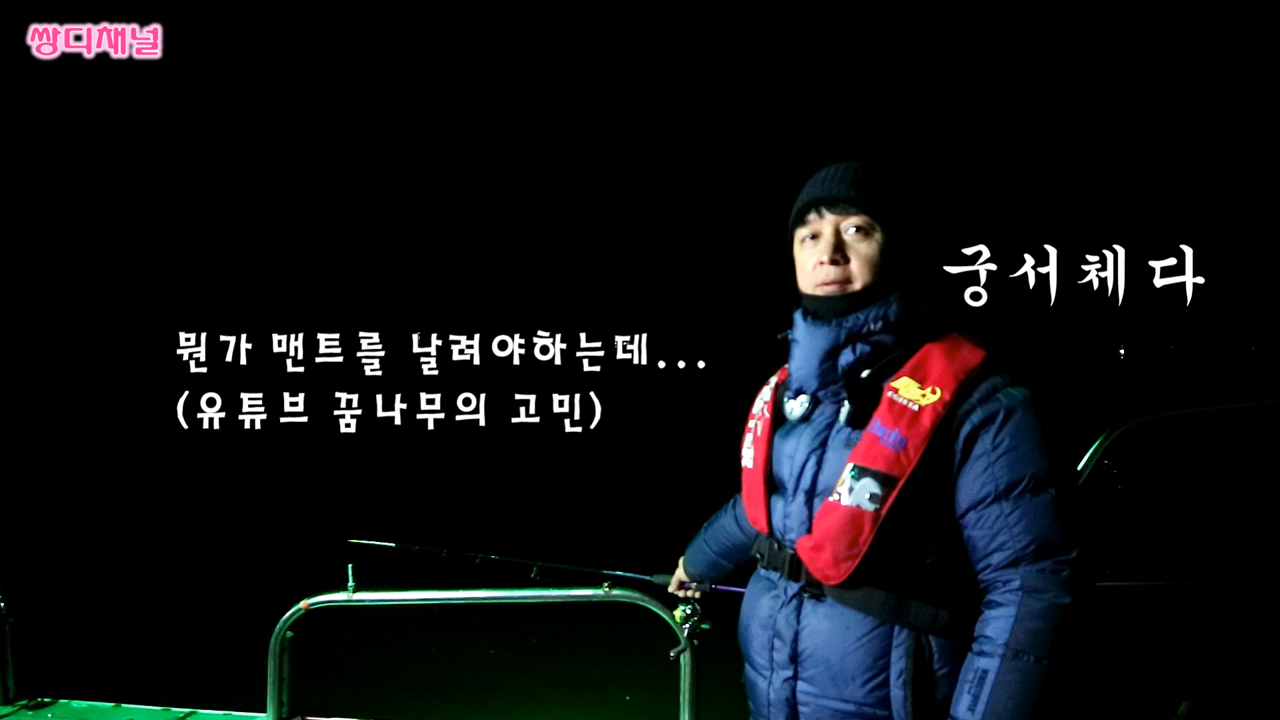 쌍디채널
궁서체다
뭔가 맨트를 날려야하는데...
(유튜브 꿈나무의 고민)